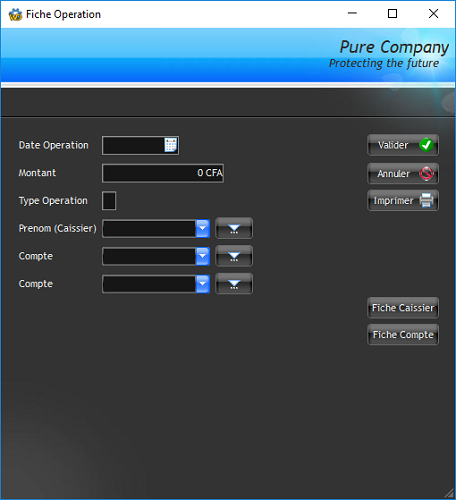 Fiche Operation
Pure Company
Protecting the future
Date Operation
Valider
Montant
0 CFA
Annuler
Type Operation
Imprimer
Prenom (Caissier)
...
Compte
...
Compte
...
Fiche Caissier
Fiche Compte